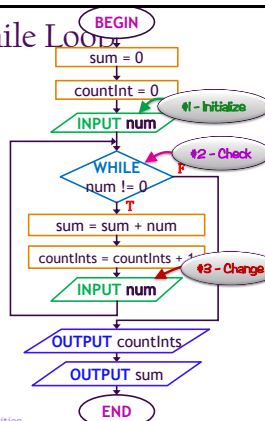 BEGIN
hile Loop
sum = 0
countInt = 0
#1 - Initialize
INPUT num
#2 - Check
WHILE
F
num != 0
T
sum = sum + num
countInts = countInts + 1
#3 - Change
INPUT num
OUTPUT countInts
OUTPUT sum
END